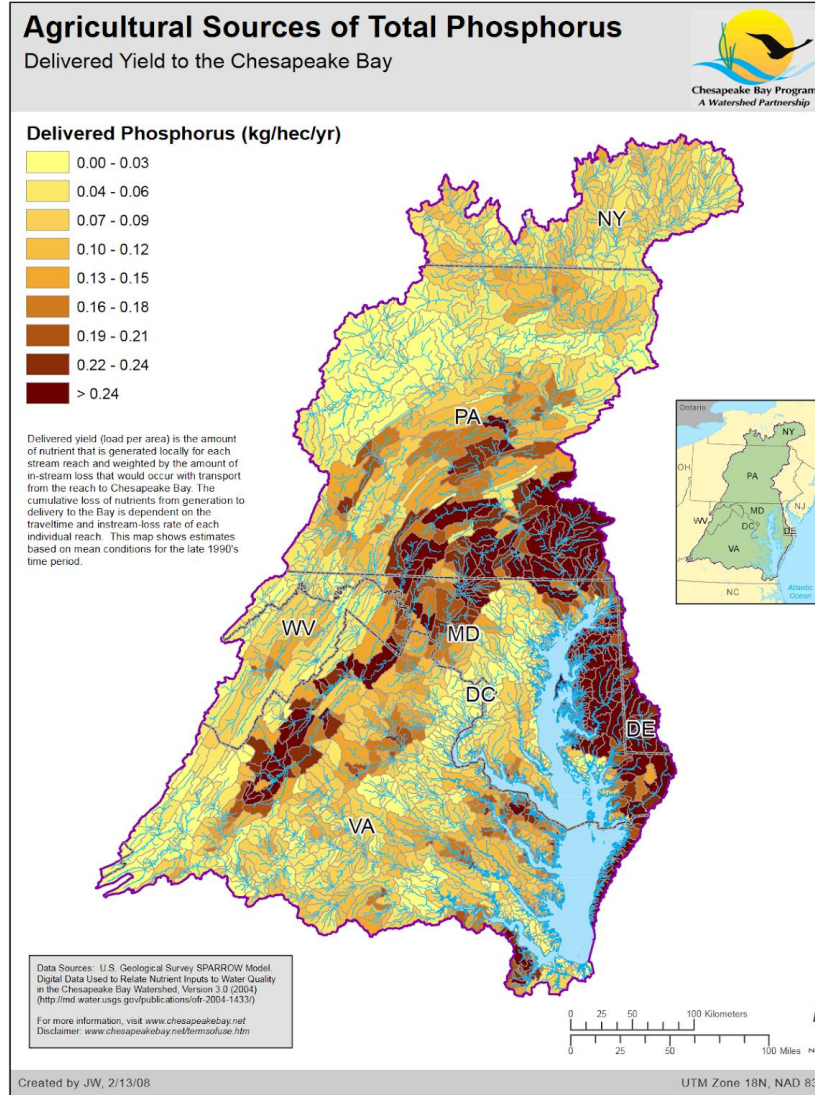 Agricultural Sources of Total Phosphorus
Delivered Yield to the Chesapeake Bay
Chesapeake Bay Program
A Watershed Partnership
Delivered Phosphorus (kg/hec/yr)
0.00 - 0.03
0.04 - 0.06
0.07 - 0.09
0.10 - 0.12
0.13 - 0.15
0.16 - 0.18
0.19 - 0.21
0.22 - 0.24
> 0.24
Delivered yield (load per area) is the amount
of nutrient that is generated locally for each
stream reach and weighted by the amount of
in-stream loss that would occur with transport
from the reach to Chesapeake Bay. The
cumulative loss of nutrients from generation to
delivery to the Bay is dependent on the
traveltime and instream-loss rate of each
individual reach. This map shows estimates
based on mean conditions for the late 1990's
time period.
NY
PA
WV
MD
DC
DE
VA
Ontario
NY
OH
PA
NJ
MD
WV
DC
DE
VA
NC
Atlantic
Ocean
Data Sources: U.S. Geological Survey SPARROW Model.
Digital Data Used to Relate Nutrient Inputs to Water Quality
in the Chesapeake Bay Watershed, Version 3.0 (2004)
(http://md.water.usgs.gov/publications/ofr-2004-1433/)
For more information, visit www.chesapeakebay.net
Disclaimer: www.chesapeakebay.net/termsofuse.htm
0 25 50 100 Kilometers
0 25 50 100 Miles
N
Created by JW, 2/13/08
UTM Zone 18N, NAD 83